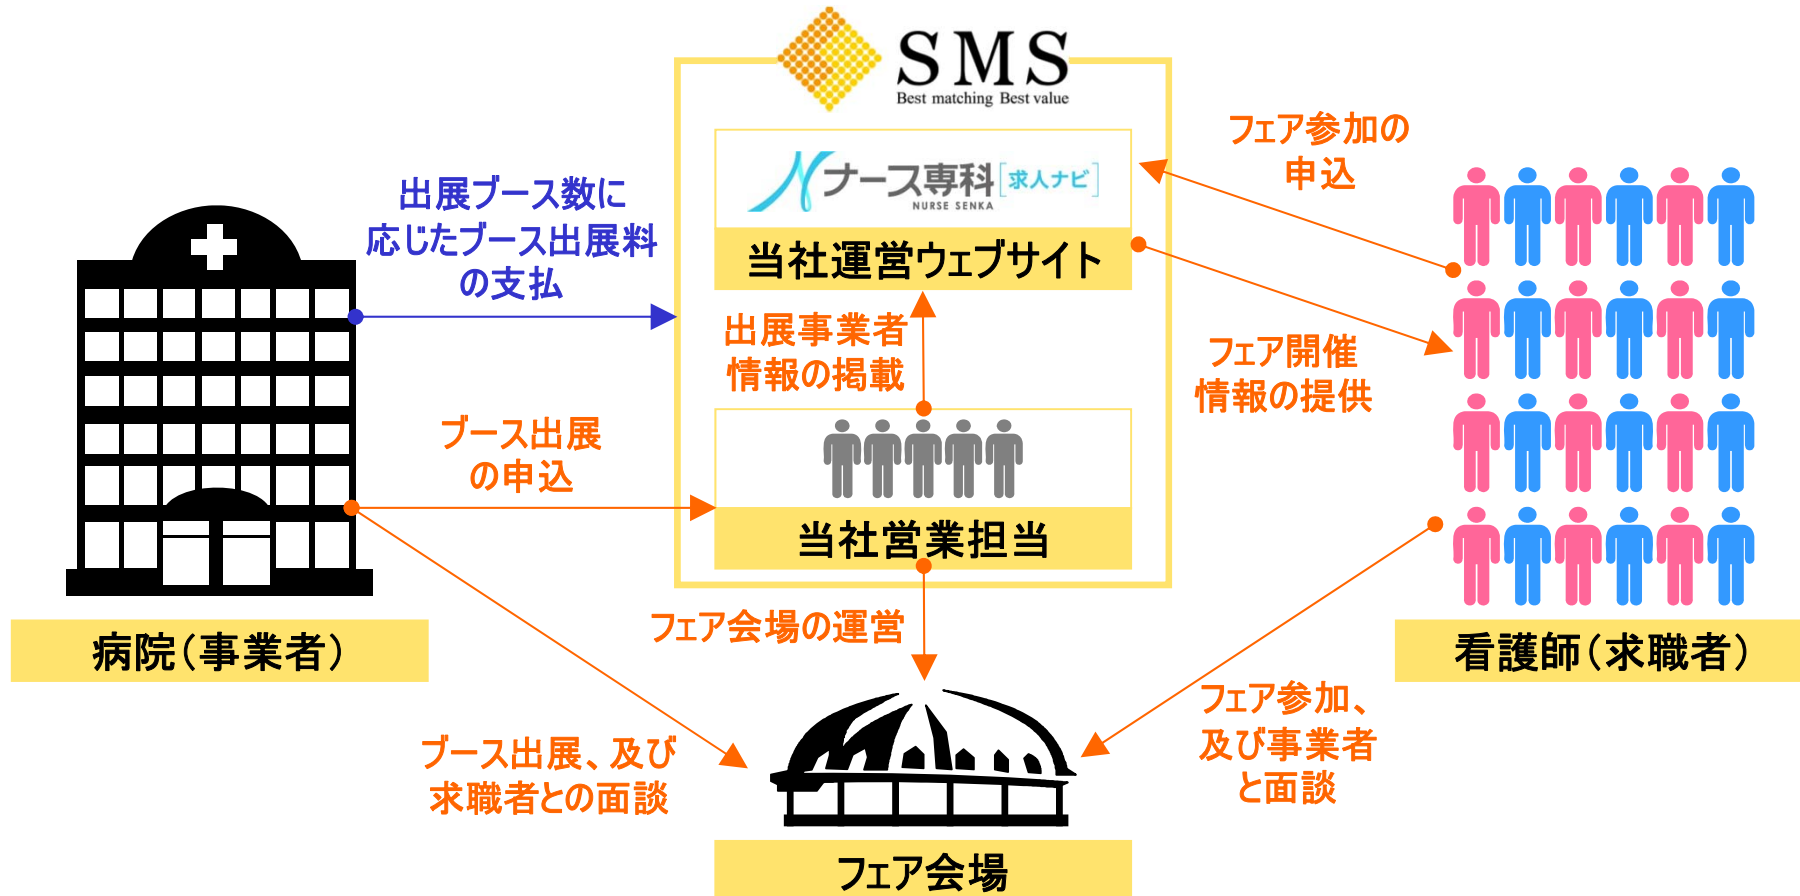 SMS
Best matching Best value
ナース専科[求人ナビ]
NURSE SENKA
当社運営ウェブサイト
出展ブース数に
応じたブース出展料
の支払
フェア参加の
申込
出展事業者
情報の掲載
フェア開催
情報の提供
ブース出展
の申込
当社営業担当
病院(事業者)
フェア会場の運営
看護師(求職者)
ブース出展、及び
求職者との面談
フェア参加、
及び事業者
と面談
フェア会場